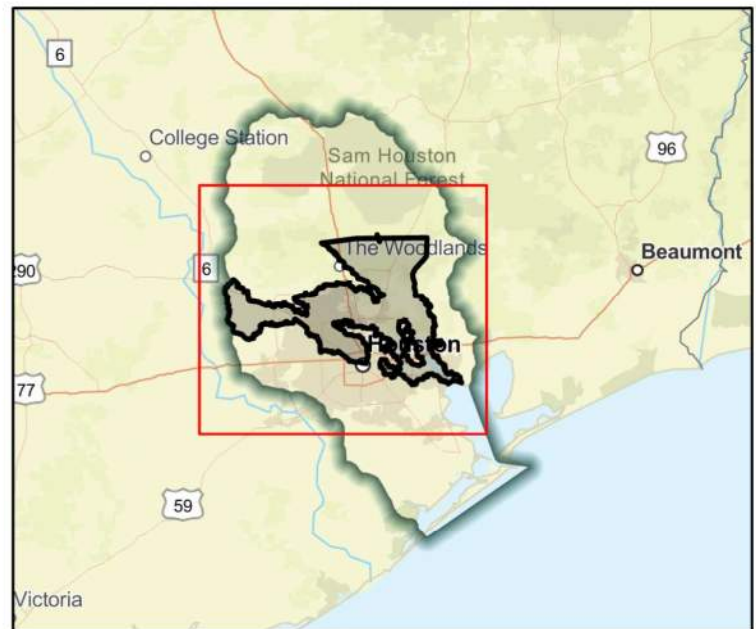 6
College Station
Sam Houston
National Forest
96
The Woodlands
Beaumont
290
6
Houston
77
59
Victoria